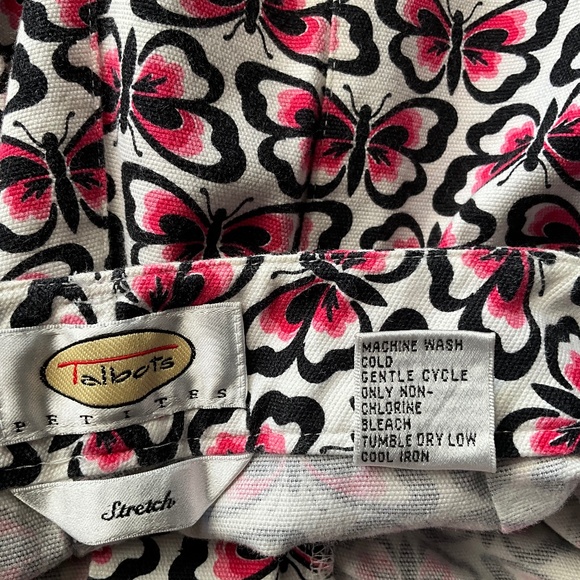 Talbots
PETITES
Stretch
MACHINE WASH
COLD
GENTLE CYCLE
ONLY NON-
CHLORINE
BLEACH
TUMBLE DRY LOW
COOL IRON